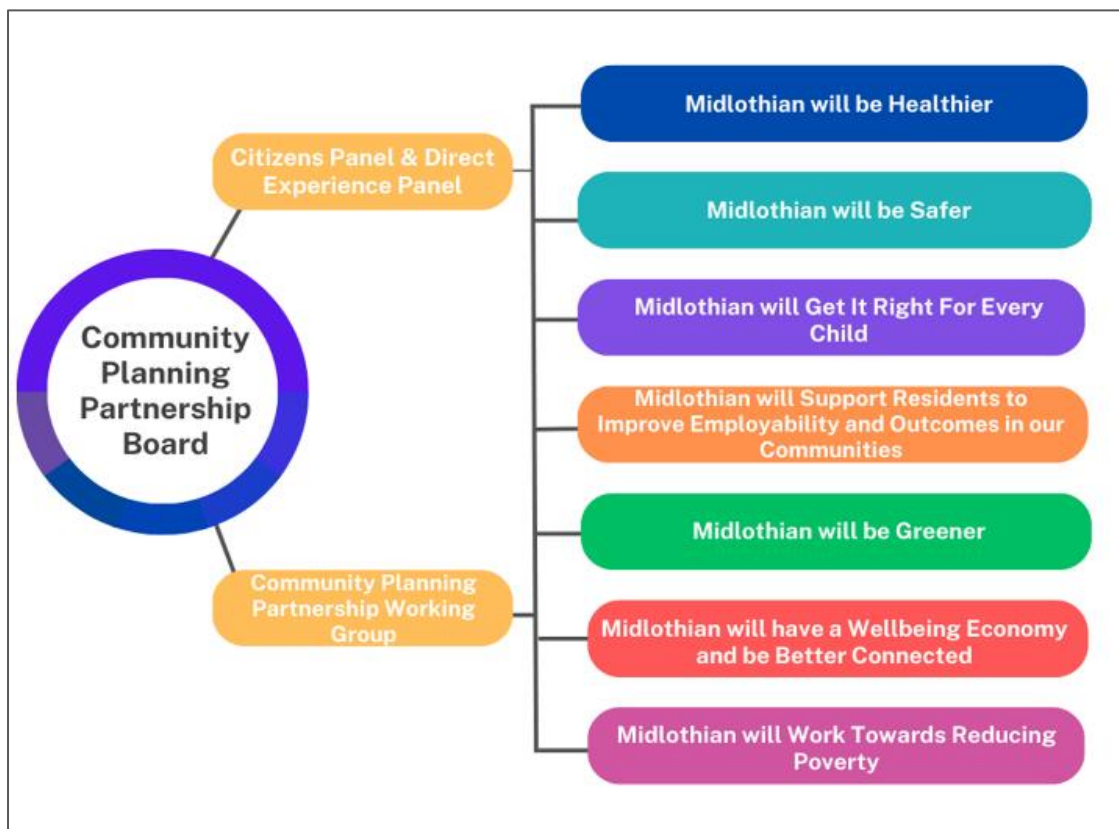 Community
Planning
Partnership
Board
Citizens Panel & Direct
Experience Panel
Community Planning
Partnership Working
Group
Midlothian will be Healthier
Midlothian will be Safer
Midlothian will Get It Right For Every
Child
Midlothian will Support Residents to
Improve Employability and Outcomes in our
Communities
Midlothian will be Greener
Midlothian will have a Wellbeing Economy
and be Better Connected
Midlothian will Work Towards Reducing
Poverty